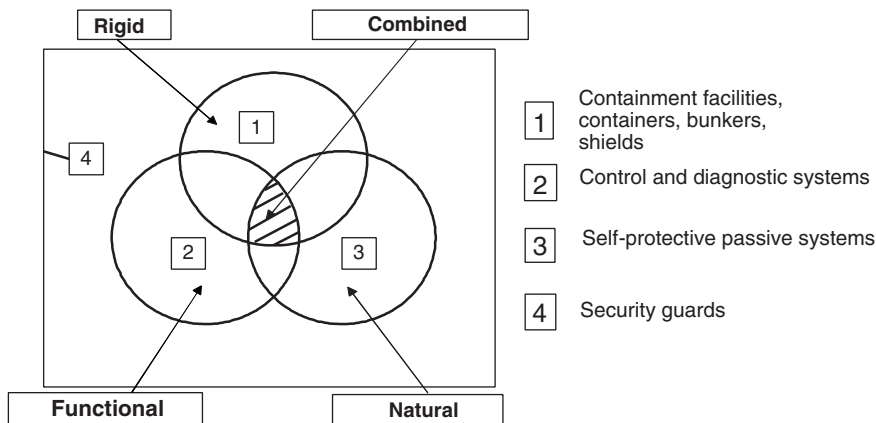 Rigid
Combined
1
4
2
3
Functional
Natural
1
Containment facilities,
containers, bunkers,
shields
2
Control and diagnostic systems
3
Self-protective passive systems
4
Security guards